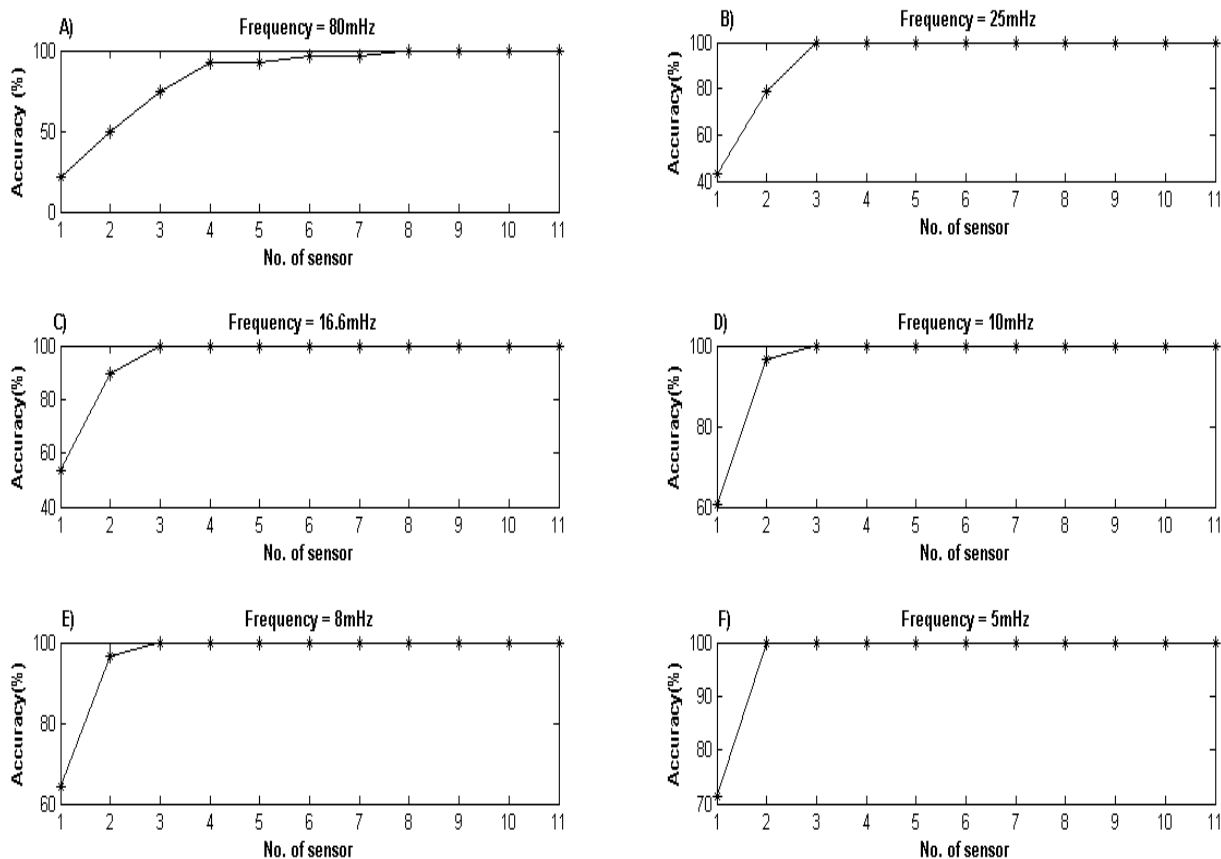 A) Frequency = 80mHz
Accuracy (%)
100
50
0
1 2 3 4 5 6 7 8 9 10 11
No. of sensor
B) Frequency = 25mHz
Accuracy(%)
100
80
60
40
1 2 3 4 5 6 7 8 9 10 11
No. of sensor
C) Frequency = 16.6mHz
Accuracy(%)
100
80
60
40
1 2 3 4 5 6 7 8 9 10 11
No. of sensor
D) Frequency = 10mHz
Accuracy(%)
100
80
60
1 2 3 4 5 6 7 8 9 10 11
No. of sensor
E) Frequency = 8mHz
Accuracy(%)
100
80
60
1 2 3 4 5 6 7 8 9 10 11
No. of sensor
F) Frequency = 5mHz
Accuracy(%)
100
90
80
70
1 2 3 4 5 6 7 8 9 10 11
No. of sensor